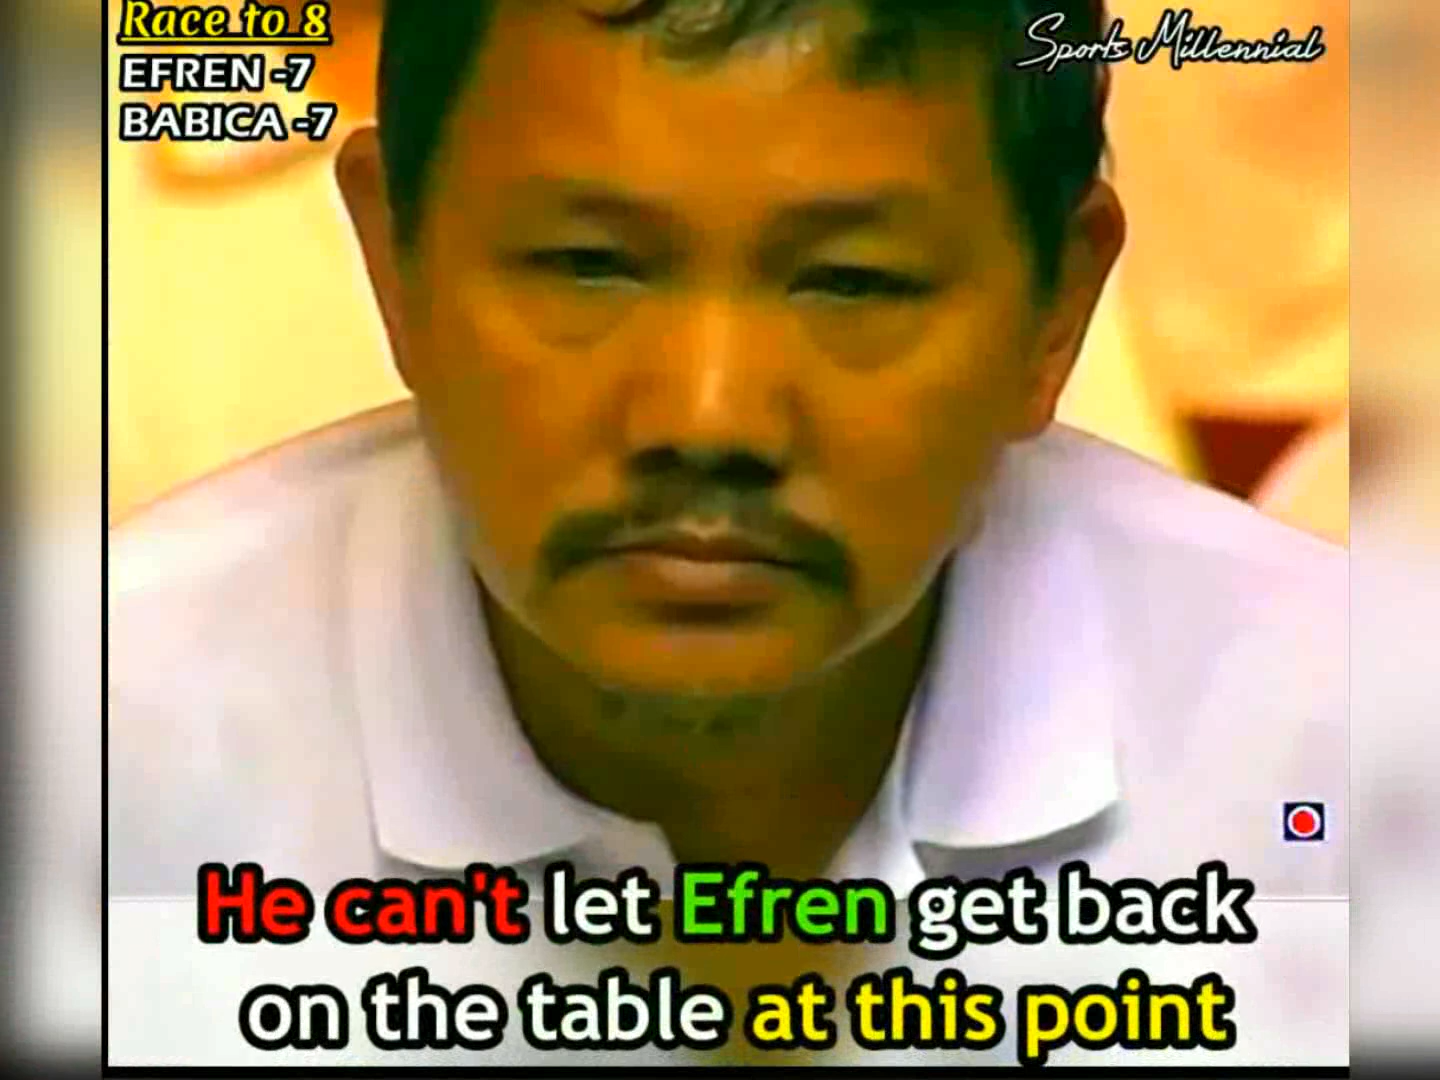 Race to 8
EFREN -7
BABICA -7
Sports Millennial
He can't let Efren get back
on the table at this point